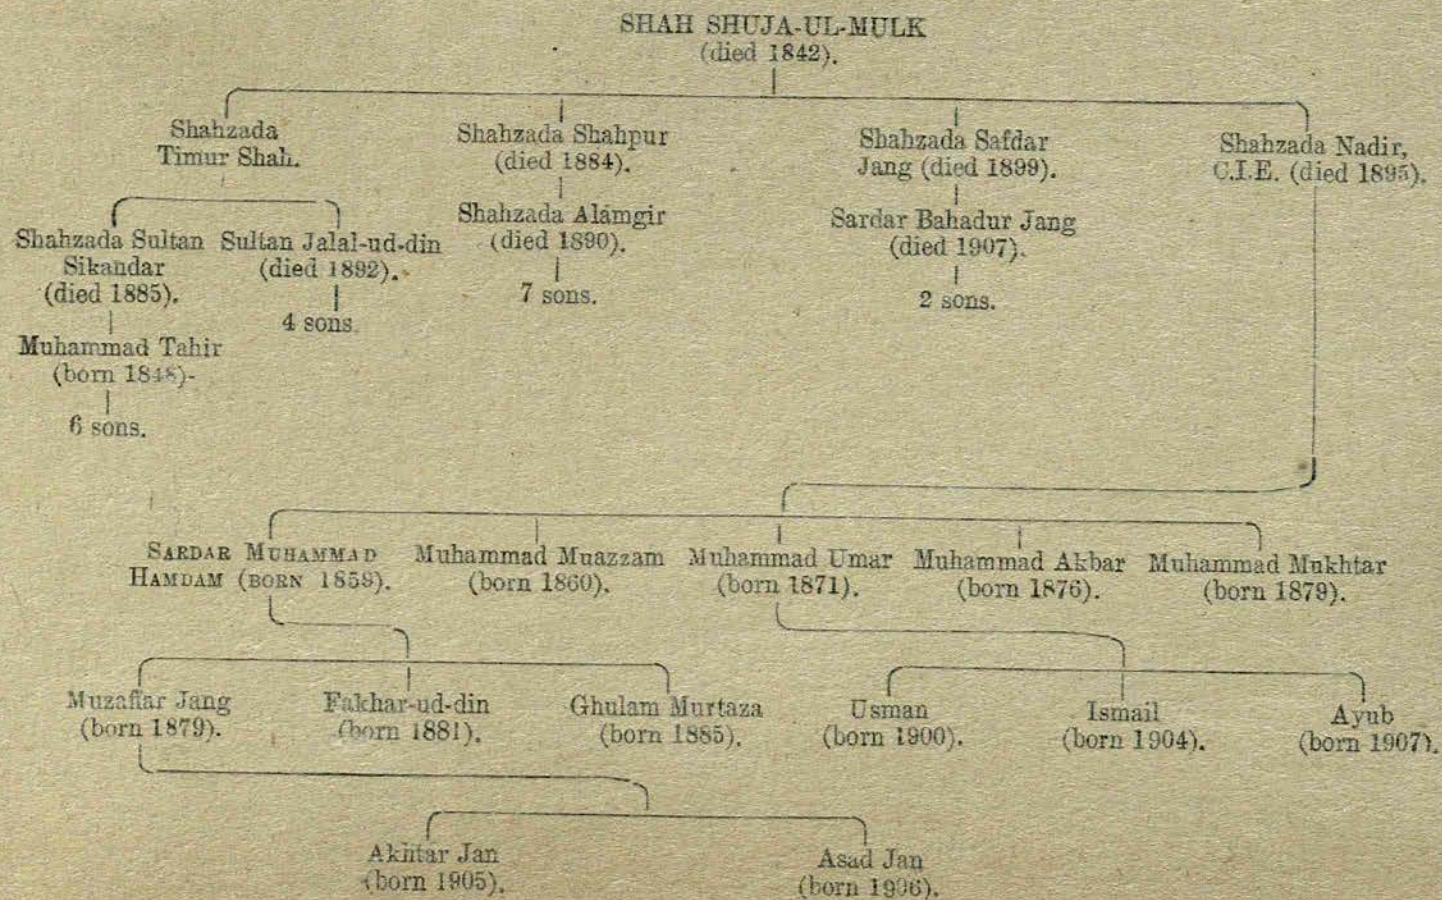 SHAH SHUJA-UL-MULK
(died 1842).
Shahzada
Timur Shah.
Shahzada Shahpur
(died 1884).
Shahzada Safdar
Jang (died 1899).
Shahzada Nadir,
C.I.E. (died 1895).
Shahzada Sultan
Sikandar
(died 1885).
Sultan Jalal-ud-din
(died 1892).
Shahzada Alamgir
(died 1890).
Sardar Bahadur Jang
(died 1907).
4 sons.
7 sons.
2 sons.
Muhammad Tahir
(born 1848)-
6 sons.
SARDAR MUHAMMAD
HAMDAM (BORN 1859).
Muhammad Muazzam
(born 1860).
Muhammad Umar
(born 1871).
Muhammad Akbar
(born 1876).
Muhammad Mukhtar
(born 1879).
Muzaffar Jang
(born 1879).
Fakhar-ud-din
(born 1881).
Ghulam Murtaza
(born 1885).
Usman
(born 1900).
Ismail
(born 1904).
Ayub
(born 1907).
Akhtar Jan
(born 1905).
Asad Jan
(born 1906).